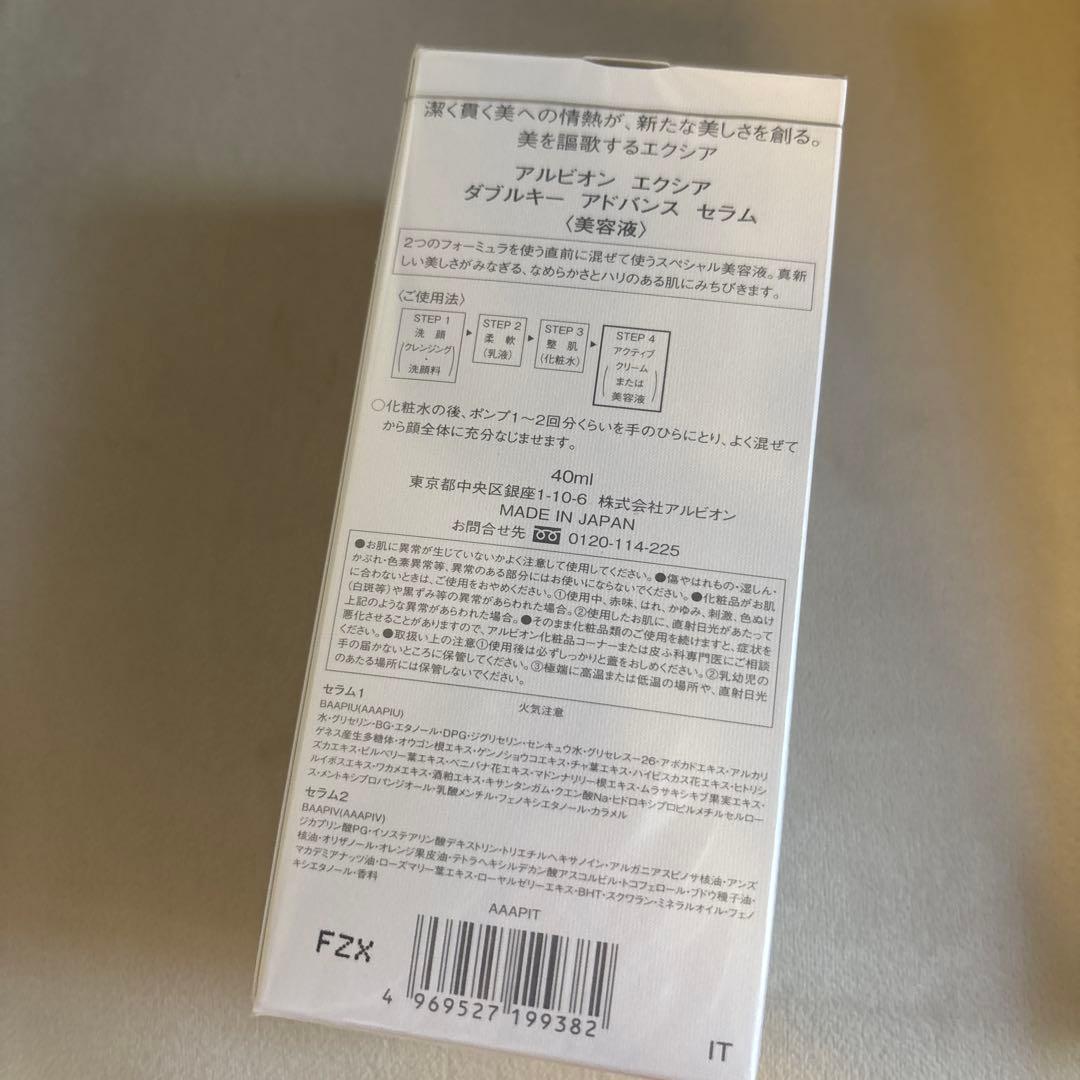 潔く貫く美への情熱が、新たな美しさを創る。
美を謳歌するエクシア
アルビオン エクシア
ダブルキー アドバンス セラム
〈美容液〉
2つのフォーミュラを使う直前に混ぜて使うスペシャル美容液。真新
しい美しさがみなぎる、なめらかさとハリのある肌にみちびきます。
〈ご使用法〉
STEP 1
洗 顔
(クレンジング
・
洗顔料)
STEP 2
柔 軟
(乳液)
STEP 3
整 肌
(化粧水)
STEP 4
アクティブ
(クリーム
または
美容液)
○化粧水の後、ポンプ1〜2回分くらいを手のひらにとり、よく混ぜて
から顔全体に充分なじませます。
40ml
東京都中央区銀座1-10-6 株式会社アルビオン
MADE IN JAPAN
お問合せ先 0120-114-225
●お肌に異常が生じていないかよく注意して使用してください。●傷やはれもの・湿しん・
かぶれ・色素異常等、異常のある部分にはお使いにならないでください。●化粧品がお肌
に合わないときは、ご使用をおやめください。①使用中、赤味、はれ、かゆみ、刺激、色ぬけ
(白斑等)や黒ずみ等の異常があらわれた場合。②使用したお肌に、直射日光があたって
上記のような異常があらわれた場合。●そのまま化粧品類のご使用を続けますと、症状を
悪化させることがありますので、アルビオン化粧品コーナーまたは皮ふ科専門医にご相談
ください。●取扱い上の注意①使用後は必ずしっかりと蓋をおしめください。②乳幼児の
手の届かないところに保管してください。③極端に高温または低温の場所や、直射日光
のあたる場所には保管しないでください。
火気注意
セラム1
BAAPIU(AAAPIU)
水・グリセリン・BG・エタノール・DPG・ジグリセリン・センキュウ水・グリセレス-26・アボカドエキス・アルカリ
ゲネス産生多糖体・オウゴン根エキス・ゲンノショウコエキス・チャ葉エキス・ハイビスカス花エキス・ヒトリシ
ズカエキス・ビルベリー葉エキス・ベニバナ花エキス・マドンナリリー根エキス・ムラサキシキブ果実エキス・
ルイボスエキス・ワカメエキス・酒粕エキス・キサンタンガム・クエン酸Na・ヒドロキシプロピルメチルセルロー
ス・メントキシプロパンジオール・乳酸メンチル・フェノキシエタノール・カラメル
セラム2
BAAPIV(AAAPIV)
ジカプリン酸PG・イソステアリン酸デキストリン・トリエチルヘキサノイン・アルガニアスピノサ核油・アンズ
核油・オリザノール・オレンジ果皮油・テトラヘキシルデカン酸アスコルビル・トコフェロール・ブドウ種子油・
マカデミアナッツ油・ローズマリー葉エキス・ローヤルゼリーエキス・BHT・スクワラン・ミネラルオイル・フェノ
キシエタノール・香料
AAAPIT
FZX
4 969527 199382
IT